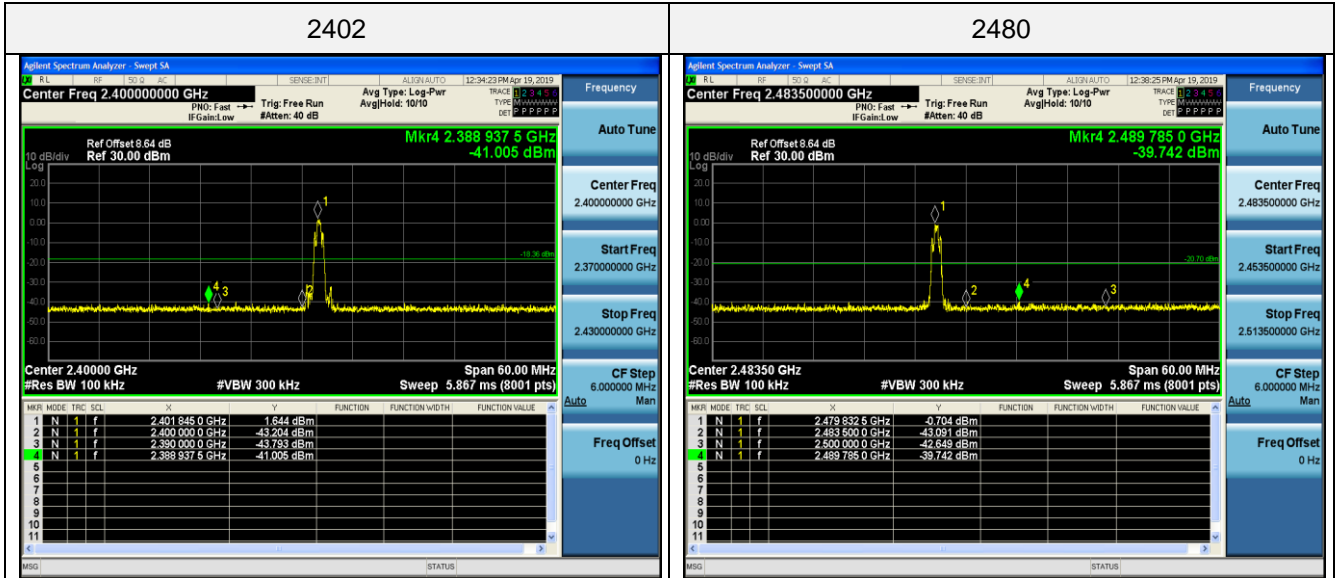 2402
2480
Agilent Spectrum Analyzer - Swept SA
LXI RL RF 50 Ω AC SENSE:INT ALIGN AUTO 12:34:23 PM Apr 19, 2019
Center Freq 2.400000000 GHz
PNO: Fast
IFGain:Low
Trig: Free Run
#Atten: 40 dB
Avg Type: Log-Pwr
Avg|Hold: 10/10
TRACE 1 2 3 4 5 6
TYPE MWWWWW
DET P P P P P P
Mkr4 2.388 937 5 GHz
-41.005 dBm
Ref Offset 8.64 dB
10 dB/div Ref 30.00 dBm
Log
20.0
10.0
0.00
-10.0
-20.0
-30.0
-40.0
-50.0
-60.0
1
-18.36 dBm
4
3
2
Center 2.40000 GHz Span 60.00 MHz
#Res BW 100 kHz #VBW 300 kHz Sweep 5.867 ms (8001 pts)
MKR MODE TRC SCL X Y FUNCTION FUNCTION WIDTH FUNCTION VALUE
1 N 1 f 2.401 845 0 GHz 1.644 dBm
2 N 1 f 2.400 000 0 GHz -43.204 dBm
3 N 1 f 2.390 000 0 GHz -43.793 dBm
4 N 1 f 2.388 937 5 GHz -41.005 dBm
5
6
7
8
9
10
11
MSG STATUS
Frequency
Auto Tune
Center Freq
2.400000000 GHz
Start Freq
2.370000000 GHz
Stop Freq
2.430000000 GHz
CF Step
6.000000 MHz
Auto Man
Freq Offset
0 Hz
Agilent Spectrum Analyzer - Swept SA
LXI RL RF 50 Ω AC SENSE:INT ALIGN AUTO 12:38:25 PM Apr 19, 2019
Center Freq 2.483500000 GHz
PNO: Fast
IFGain:Low
Trig: Free Run
#Atten: 40 dB
Avg Type: Log-Pwr
Avg|Hold: 10/10
TRACE 1 2 3 4 5 6
TYPE MWWWWW
DET P P P P P P
Mkr4 2.489 785 0 GHz
-39.742 dBm
Ref Offset 8.64 dB
10 dB/div Ref 30.00 dBm
Log
20.0
10.0
0.00
-10.0
-20.0
-30.0
-40.0
-50.0
-60.0
1
-20.70 dBm
2
4
3
Center 2.48350 GHz Span 60.00 MHz
#Res BW 100 kHz #VBW 300 kHz Sweep 5.867 ms (8001 pts)
MKR MODE TRC SCL X Y FUNCTION FUNCTION WIDTH FUNCTION VALUE
1 N 1 f 2.479 832 5 GHz -0.704 dBm
2 N 1 f 2.483 500 0 GHz -43.091 dBm
3 N 1 f 2.500 000 0 GHz -42.649 dBm
4 N 1 f 2.489 785 0 GHz -39.742 dBm
5
6
7
8
9
10
11
MSG STATUS
Frequency
Auto Tune
Center Freq
2.483500000 GHz
Start Freq
2.453500000 GHz
Stop Freq
2.513500000 GHz
CF Step
6.000000 MHz
Auto Man
Freq Offset
0 Hz